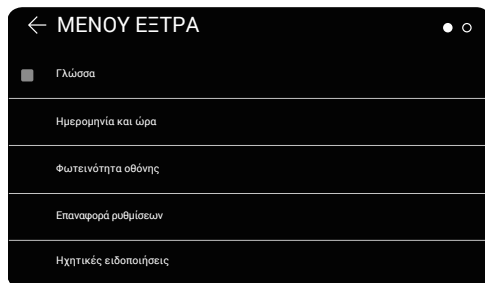 ΜΕΝΟΥ ΕΞΤΡΑ
Γλώσσα
Ημερομηνία και ώρα
Φωτεινότητα οθόνης
Επαναφορά ρυθμίσεων
Ηχητικές ειδοποιήσεις